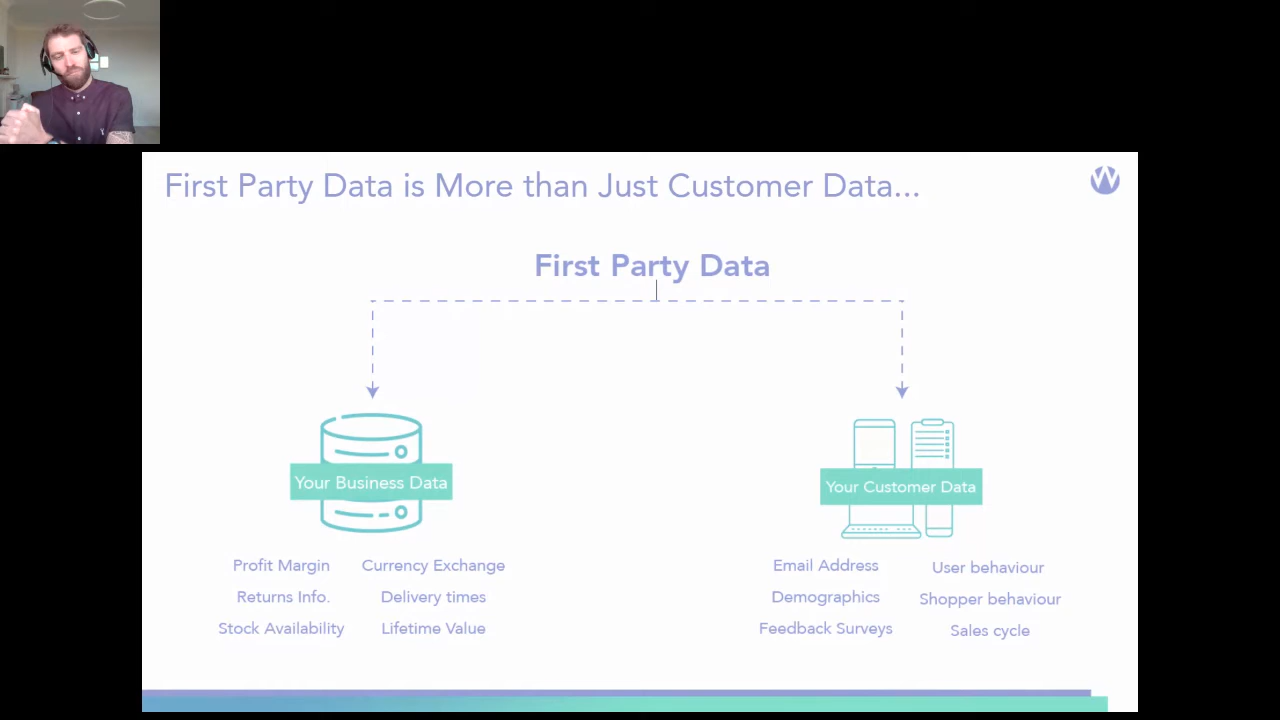 First Party Data is More than Just Customer Data...
First Party Data
Your Business Data
Profit Margin
Currency Exchange
Returns Info.
Delivery times
Stock Availability
Lifetime Value
Your Customer Data
Email Address
User behaviour
Demographics
Shopper behaviour
Feedback Surveys
Sales cycle